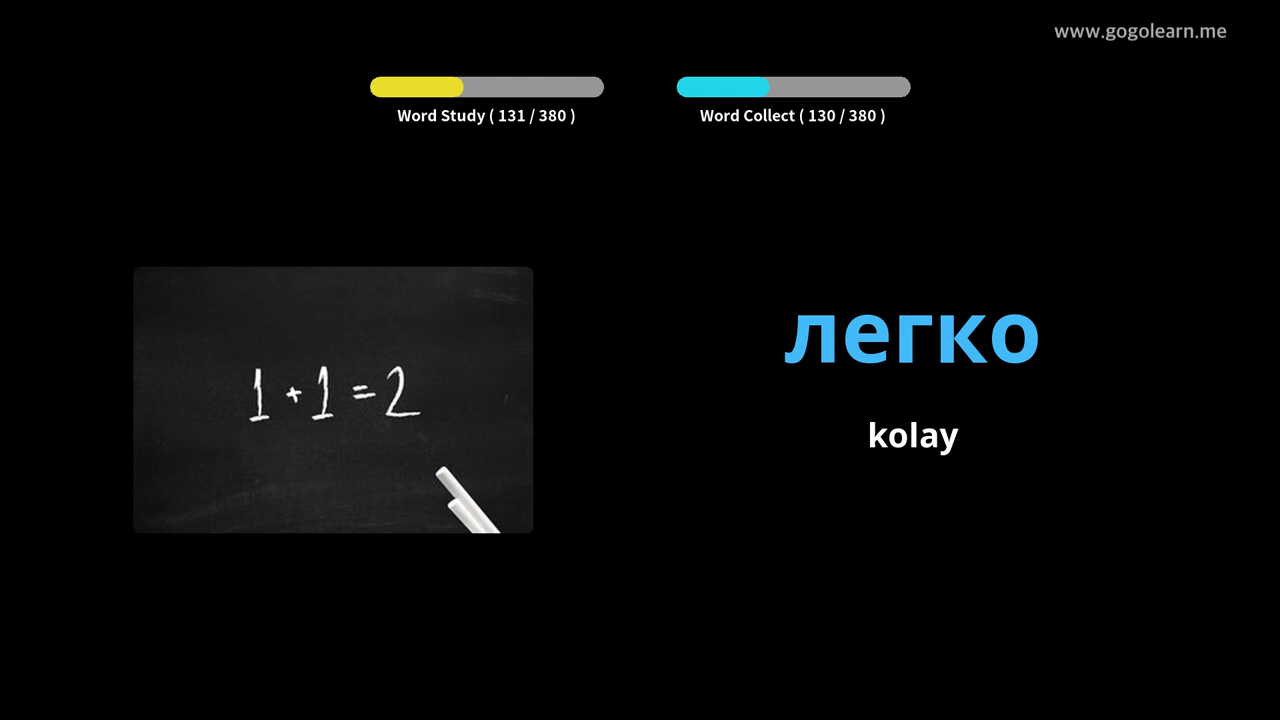 www.gogolearn.me
Word Study ( 131 / 380 )
Word Collect ( 130 / 380 )
1 + 1 = 2
легко
kolay